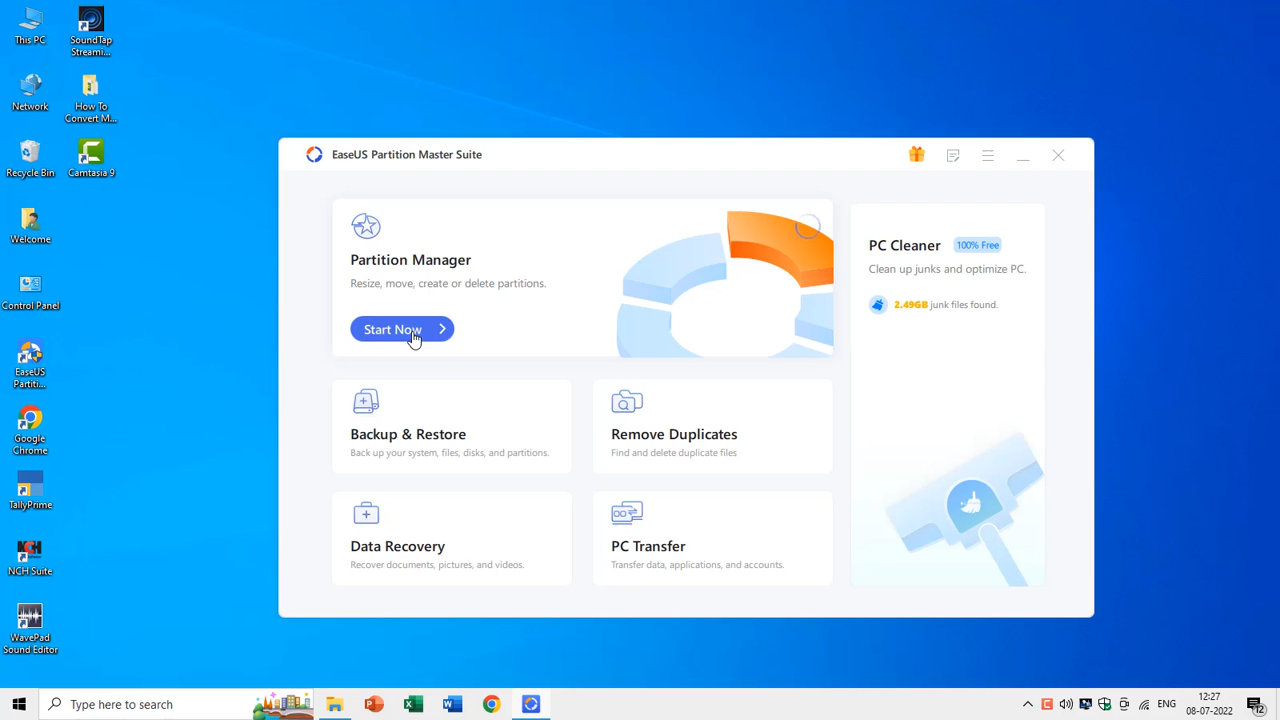 This PC
SoundTap
Streami...
Network
How To
Convert M...
Recycle Bin
Camtasia 9
Welcome
Control Panel
EaseUS
Partiti...
Google
Chrome
TallyPrime
NCH
NCH Suite
WavePad
Sound Editor
EaseUS Partition Master Suite
Partition Manager
Resize, move, create or delete partitions.
Start Now
PC Cleaner 100% Free
Clean up junks and optimize PC.
2.49GB junk files found.
Backup & Restore
Back up your system, files, disks, and partitions.
Remove Duplicates
Find and delete duplicate files
Data Recovery
Recover documents, pictures, and videos.
PC Transfer
Transfer data, applications, and accounts.
Type here to search
ENG
12:27
08-07-2022
12